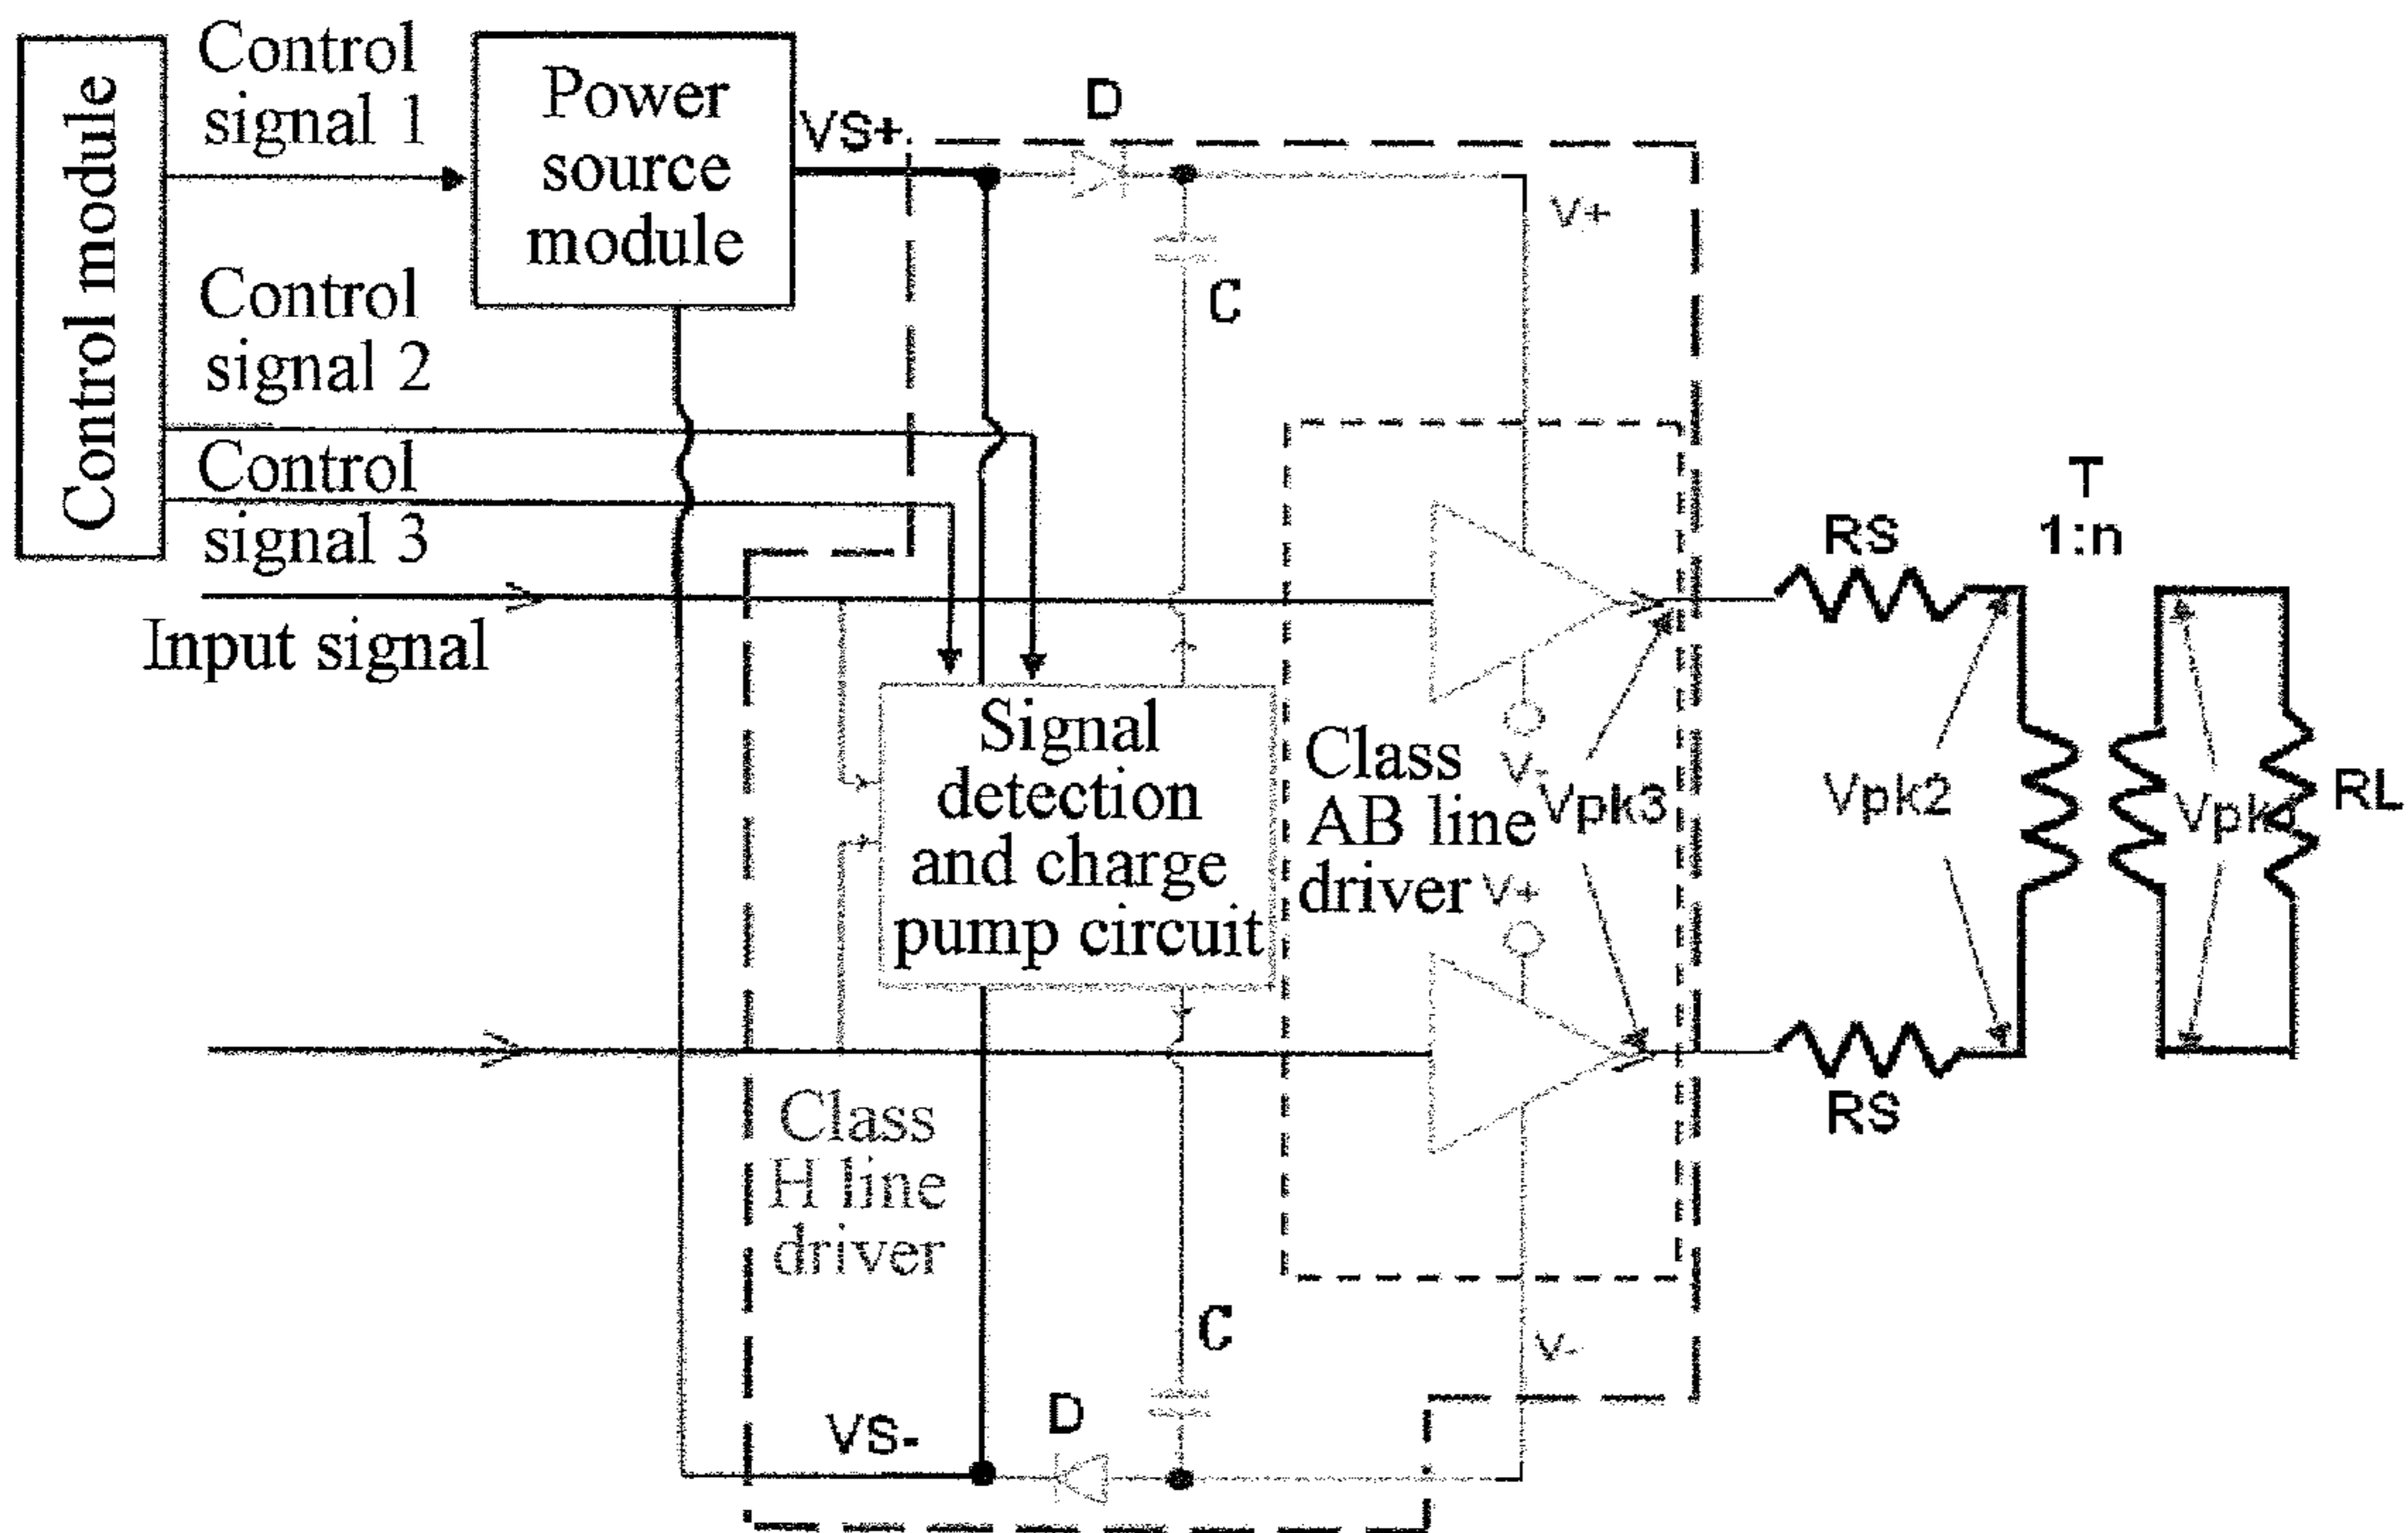 Control module
Control
signal 1
Power
source
module
VS+
D
V+
C
Control
signal 2
Control
signal 3
Input signal
T
1:n
RS
Signal
detection
and charge
pump circuit
Class
AB line
driver
V-
Vpk3
Vpk2
RL
V+
RS
Class
H line
driver
C
V-
D
VS-